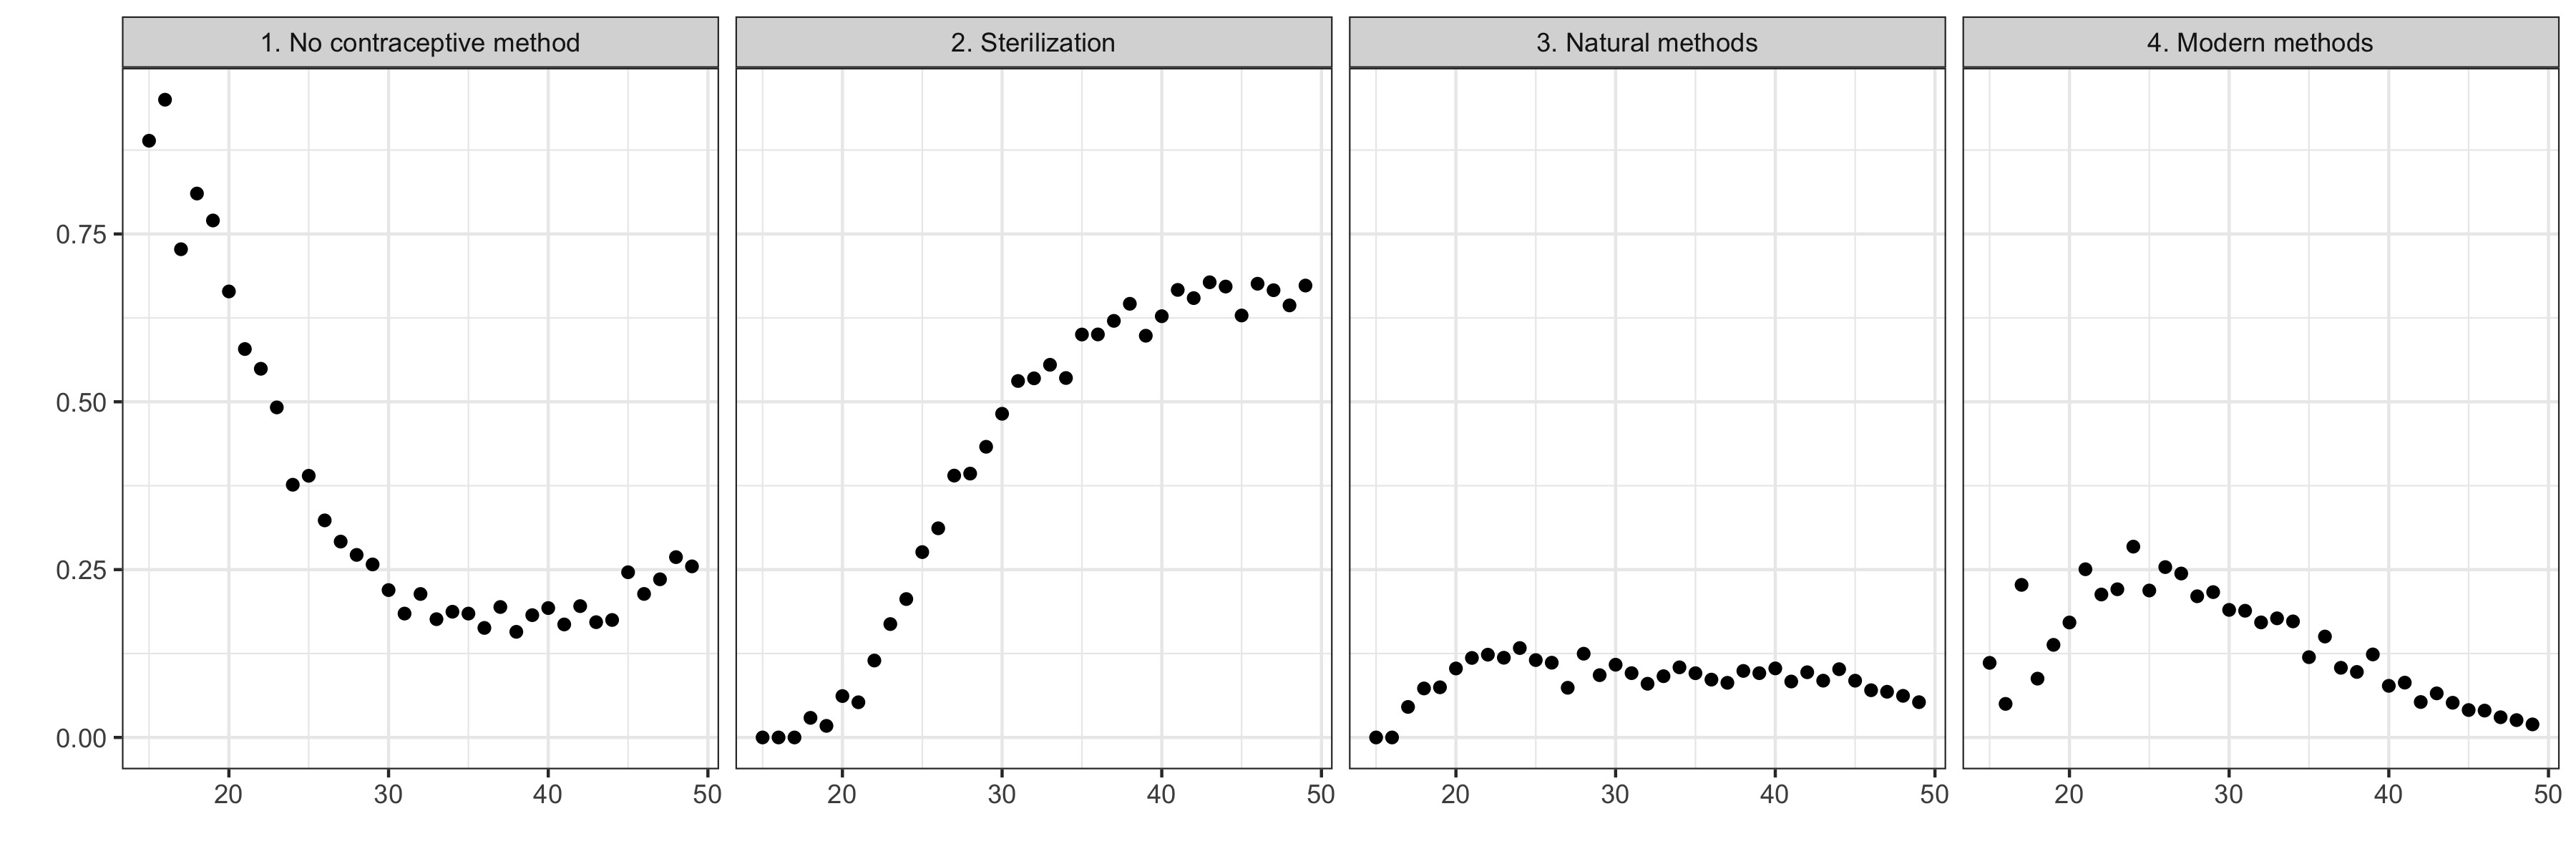 1. No contraceptive method
2. Sterilization
3. Natural methods
4. Modern methods
0.75
0.50
0.25
0.00
20 30 40 50
20 30 40 50
20 30 40 50
20 30 40 50